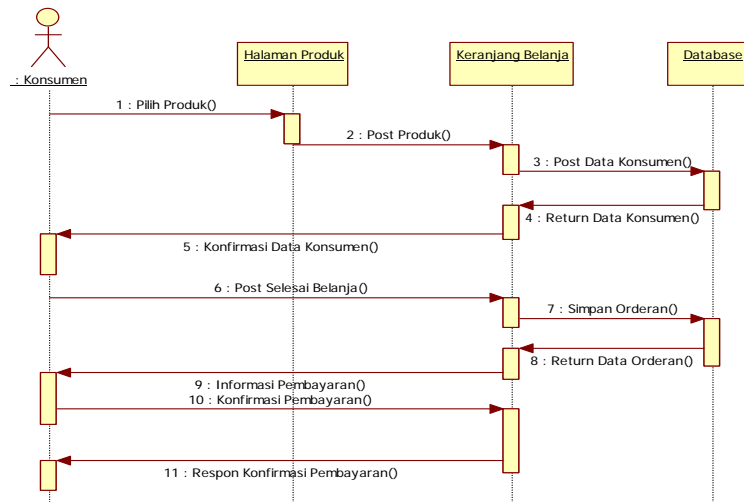 : Konsumen
Halaman Produk
Keranjang Belanja
Database
1 : Pilih Produk()
2 : Post Produk()
3 : Post Data Konsumen()
4 : Return Data Konsumen()
5 : Konfirmasi Data Konsumen()
6 : Post Selesai Belanja()
7 : Simpan Orderan()
8 : Return Data Orderan()
9 : Informasi Pembayaran()
10 : Konfirmasi Pembayaran()
11 : Respon Konfirmasi Pembayaran()